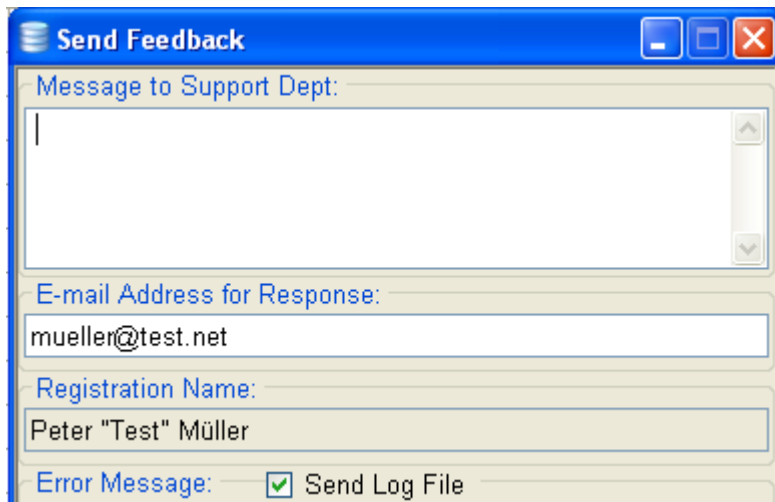 Send Feedback
Message to Support Dept:
E-mail Address for Response:
mueller@test.net
Registration Name:
Peter "Test" Müller
Error Message: Send Log File